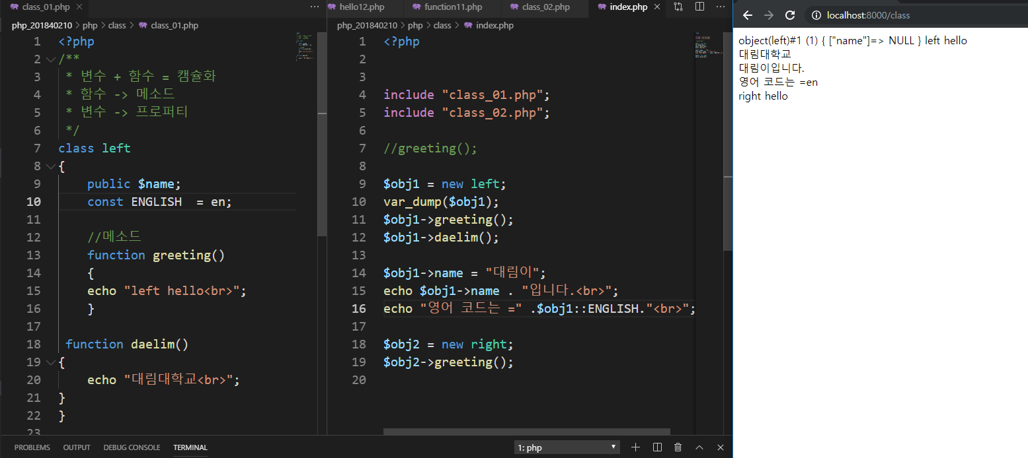 class_01.php
php_201840210 > php > class > class_01.php
1 <?php
2 /**
3 * 변수 + 함수 = 캡슐화
4 * 함수 -> 메소드
5 * 변수 -> 프로퍼티
6 */
7 class left
8 {
9 public $name;
10 const ENGLISH  = en;
11
12 //메소드
13 function greeting()
14 {
15 echo "left hello<br>";
16 }
17
18 function daelim()
19 {
20 echo "대림대학교<br>";
21 }
22 }
23
hello12.php function11.php class_02.php index.php
php_201840210 > php > class > index.php
1 <?php
2
3
4 include "class_01.php";
5 include "class_02.php";
6
7 //greeting();
8
9 $obj1 = new left;
10 var_dump($obj1);
11 $obj1->greeting();
12 $obj1->daelim();
13
14 $obj1->name = "대림이";
15 echo $obj1->name . "입니다.<br>";
16 echo "영어 코드는 =" .$obj1::ENGLISH."<br>";
17
18 $obj2 = new right;
19 $obj2->greeting();
20
PROBLEMS OUTPUT DEBUG CONSOLE TERMINAL 1: php
localhost:8000/class
object(left)#1 (1) { ["name"]=> NULL } left hello
대림대학교
대림이입니다.
영어 코드는 =en
right hello